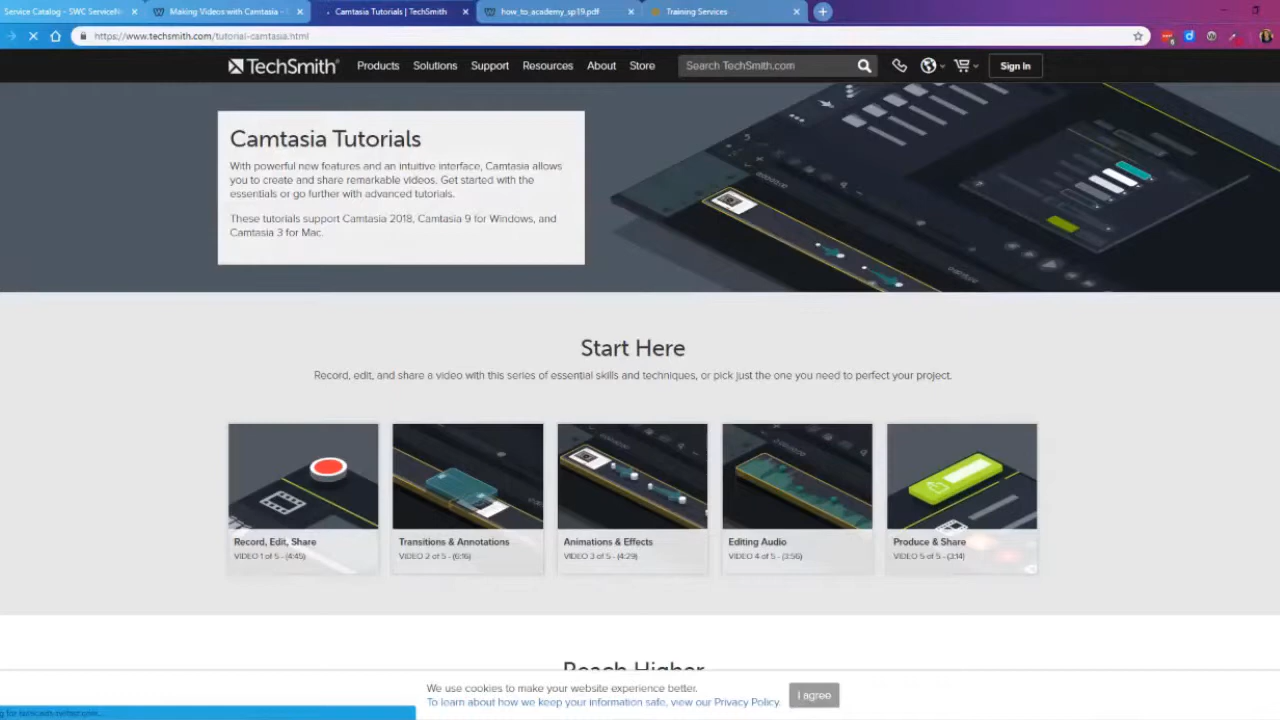 Service Catalog - SWC Service
Making Videos with Camtasia -
Camtasia Tutorials | TechSmith
how_to_academy_sp19.pdf
Training Services
https://www.techsmith.com/tutorial-camtasia.html
TechSmith
Products Solutions Support Resources About Store
Search TechSmith.com
Sign In
Camtasia Tutorials
With powerful new features and an intuitive interface, Camtasia allows
you to create and share remarkable videos. Get started with the
essentials or go further with advanced tutorials.
These tutorials support Camtasia 2018, Camtasia 9 for Windows, and
Camtasia 3 for Mac.
Start Here
Record, edit, and share a video with this series of essential skills and techniques, or pick just the one you need to perfect your project.
Record, Edit, Share
VIDEO 1 of 5 - (4:45)
Transitions & Annotations
VIDEO 2 of 5 - (6:16)
Animations & Effects
VIDEO 3 of 5 - (4:29)
Editing Audio
VIDEO 4 of 5 - (3:56)
Produce & Share
VIDEO 5 of 5 - (3:14)
Reach Higher
We use cookies to make your website experience better.
To learn about how we keep your information safe, view our Privacy Policy.
I agree